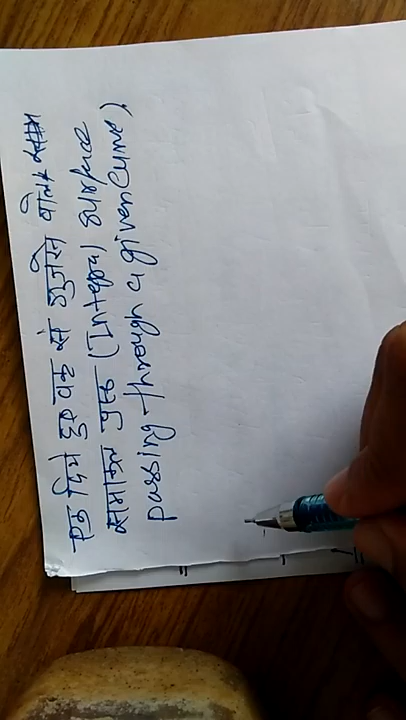 एक दिये हुए वक्र से गुजरने वाला
समाकल पृष्ठ (Integral surface
passing through a given Curve)